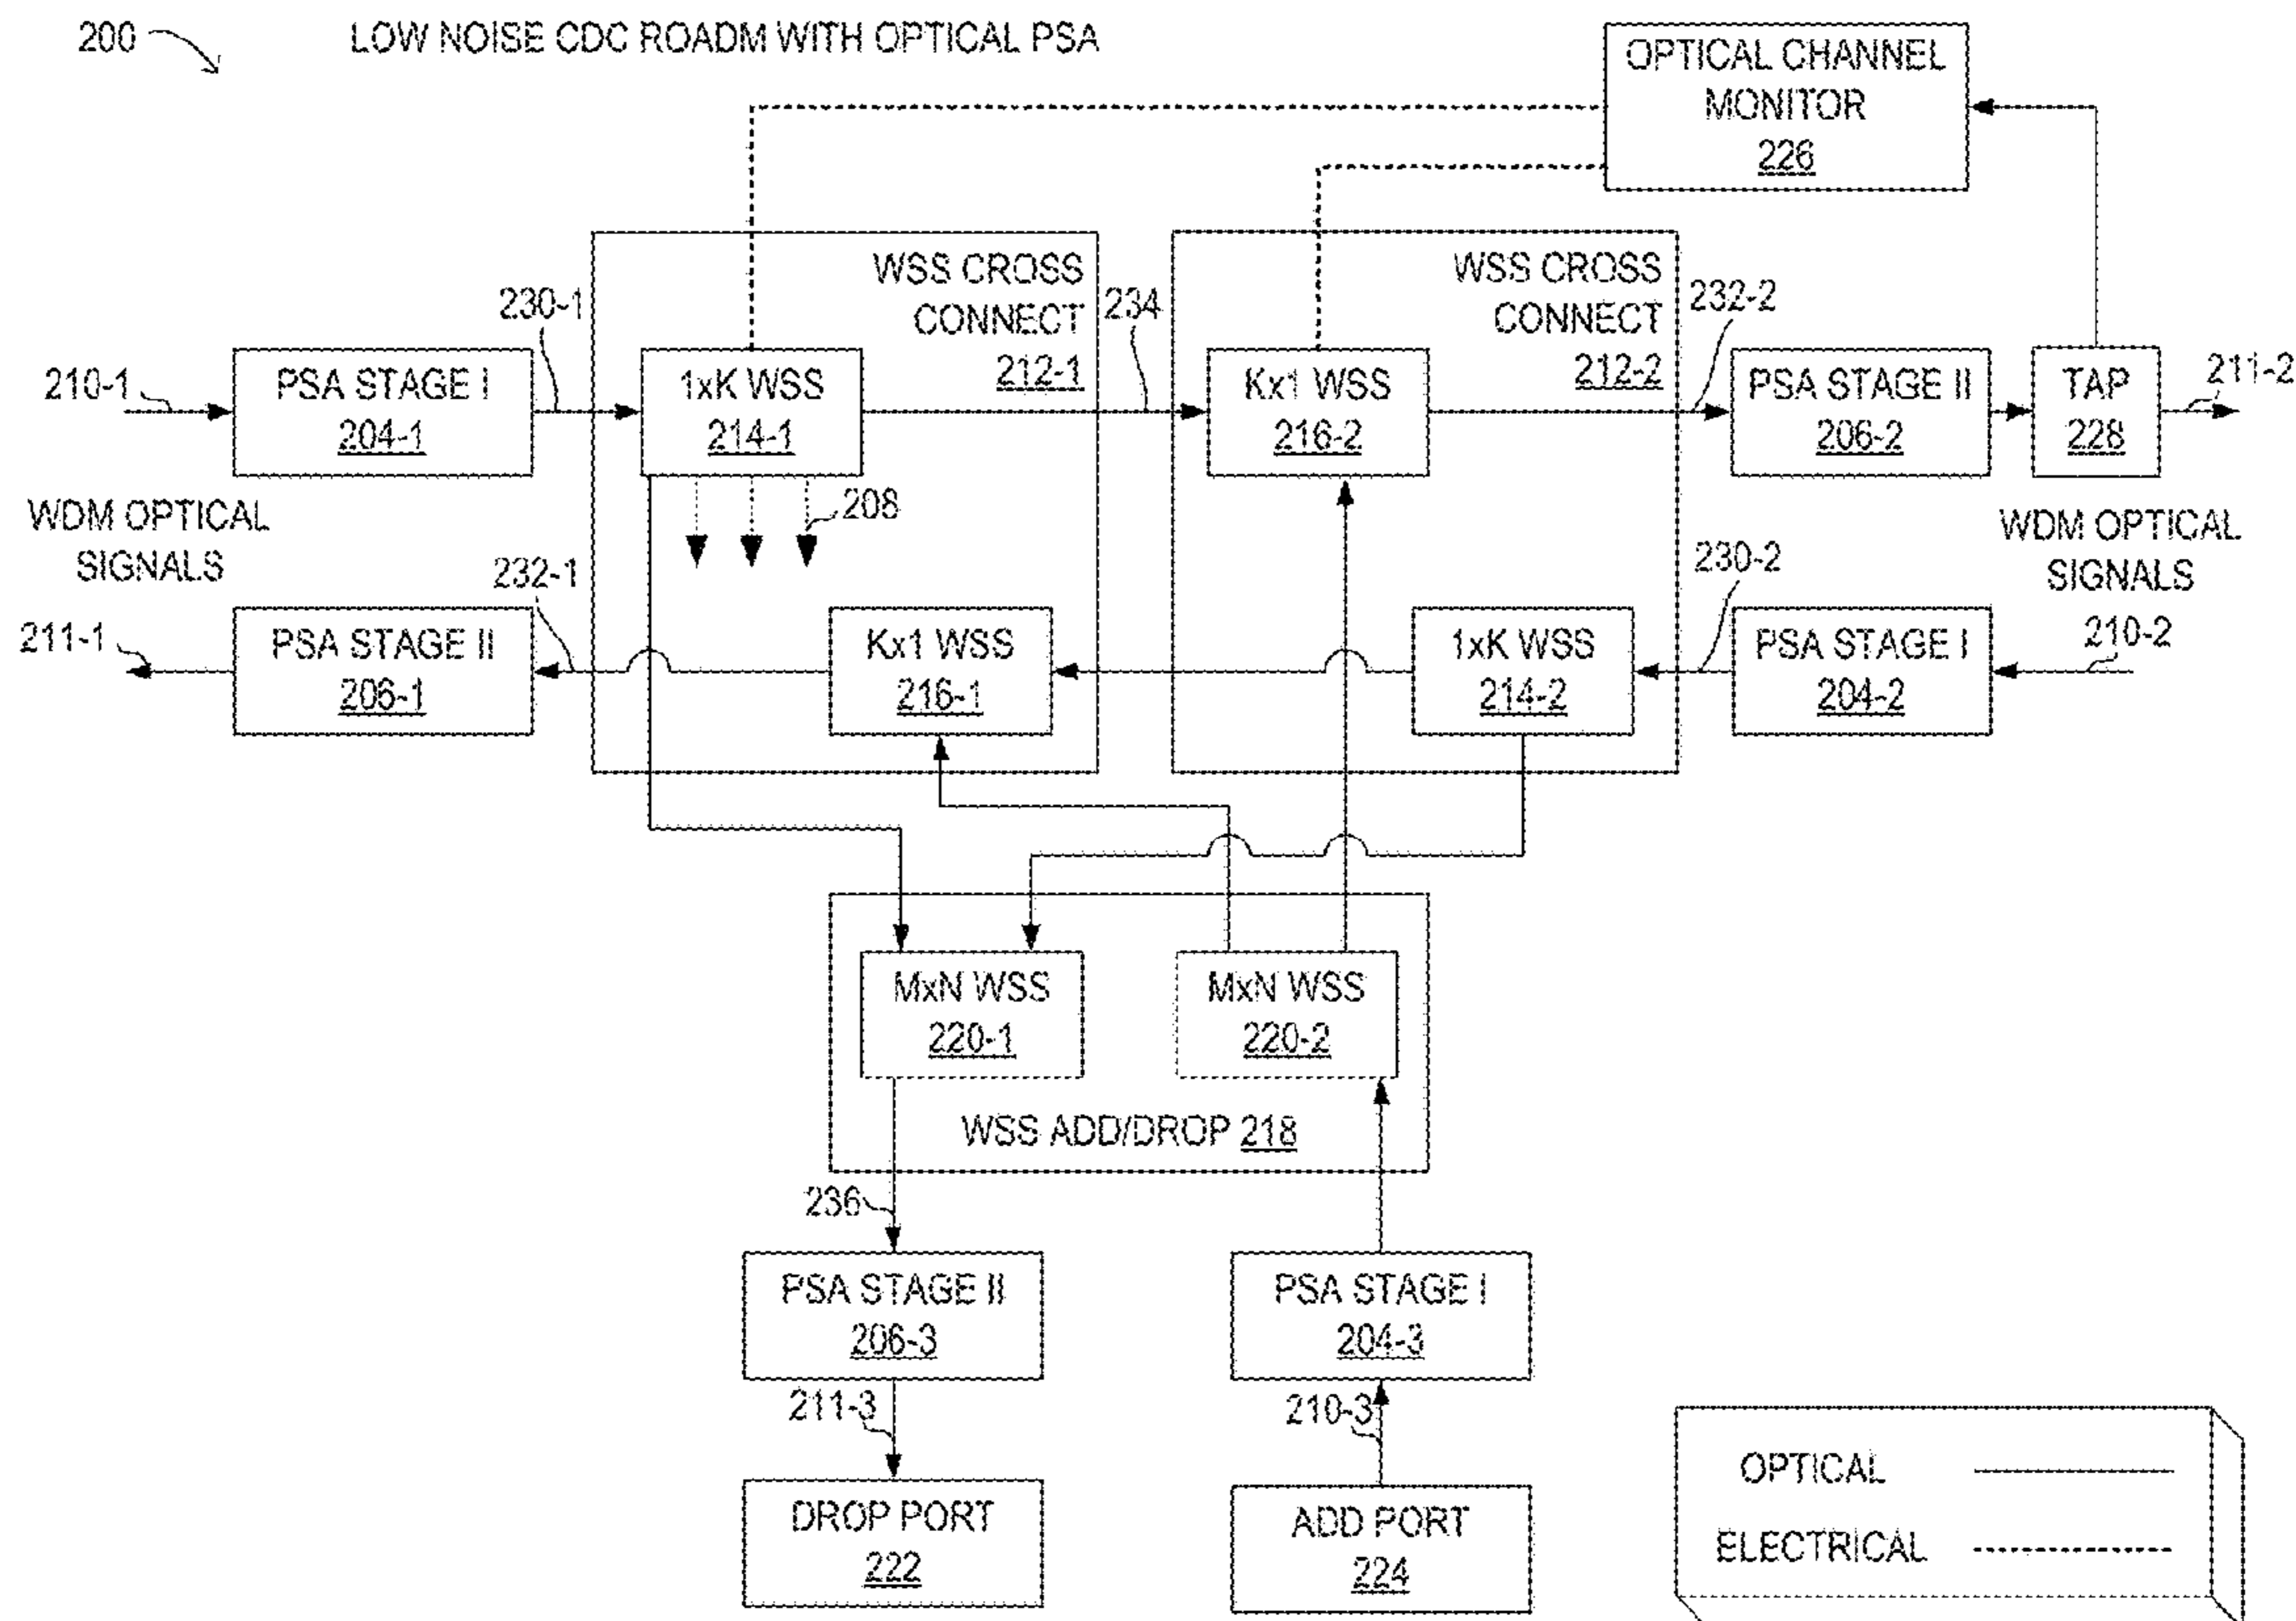 200
LOW NOISE CDC ROADM WITH OPTICAL PSA
OPTICAL CHANNEL
MONITOR
226
WSS CROSS
CONNECT
212-1
WSS CROSS
CONNECT
212-2
230-1
234
232-2
210-1
PSA STAGE I
204-1
1xK WSS
214-1
Kx1 WSS
216-2
PSA STAGE II
206-2
TAP
228
211-2
208
WDM OPTICAL
SIGNALS
WDM OPTICAL
SIGNALS
232-1
230-2
211-1
PSA STAGE II
206-1
Kx1 WSS
216-1
1xK WSS
214-2
PSA STAGE I
204-2
210-2
MxN WSS
220-1
MxN WSS
220-2
WSS ADD/DROP 218
236
PSA STAGE II
206-3
PSA STAGE I
204-3
211-3
210-3
DROP PORT
222
ADD PORT
224
OPTICAL
ELECTRICAL